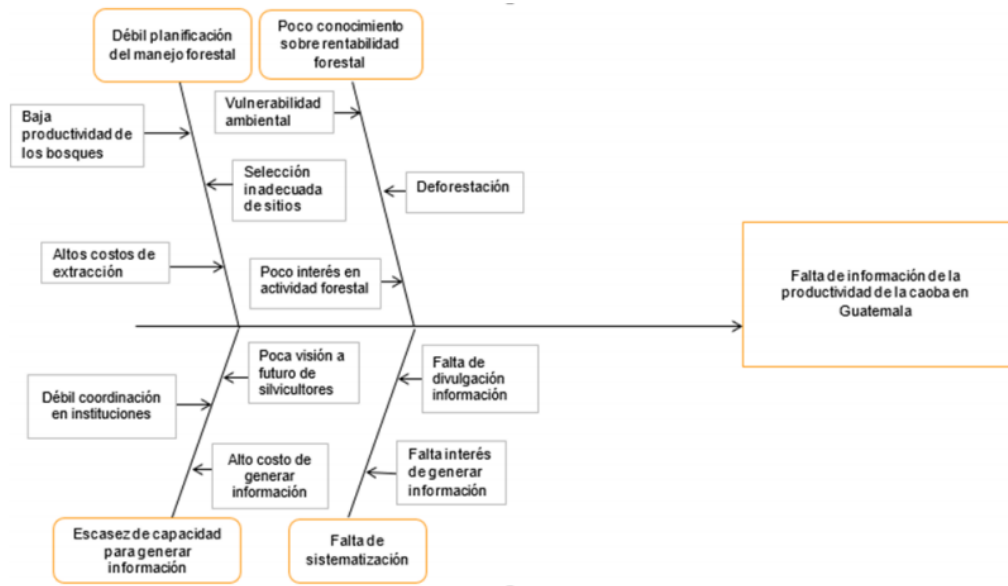 Débil planificación
del manejo forestal
Poco conocimiento
sobre rentabilidad
forestal
Baja
productividad de
los bosques
Vulnerabilidad
ambiental
Selección
inadecuada
de sitios
Deforestación
Altos costos de
extracción
Poco interés en
actividad forestal
Falta de información de la
productividad de la caoba en
Guatemala
Poca visión a
futuro de
silvicultores
Falta de
divulgación
información
Débil coordinación
en instituciones
Alto costo de
generar
información
Falta interés
de generar
información
Escasez de capacidad
para generar
información
Falta de
sistematización